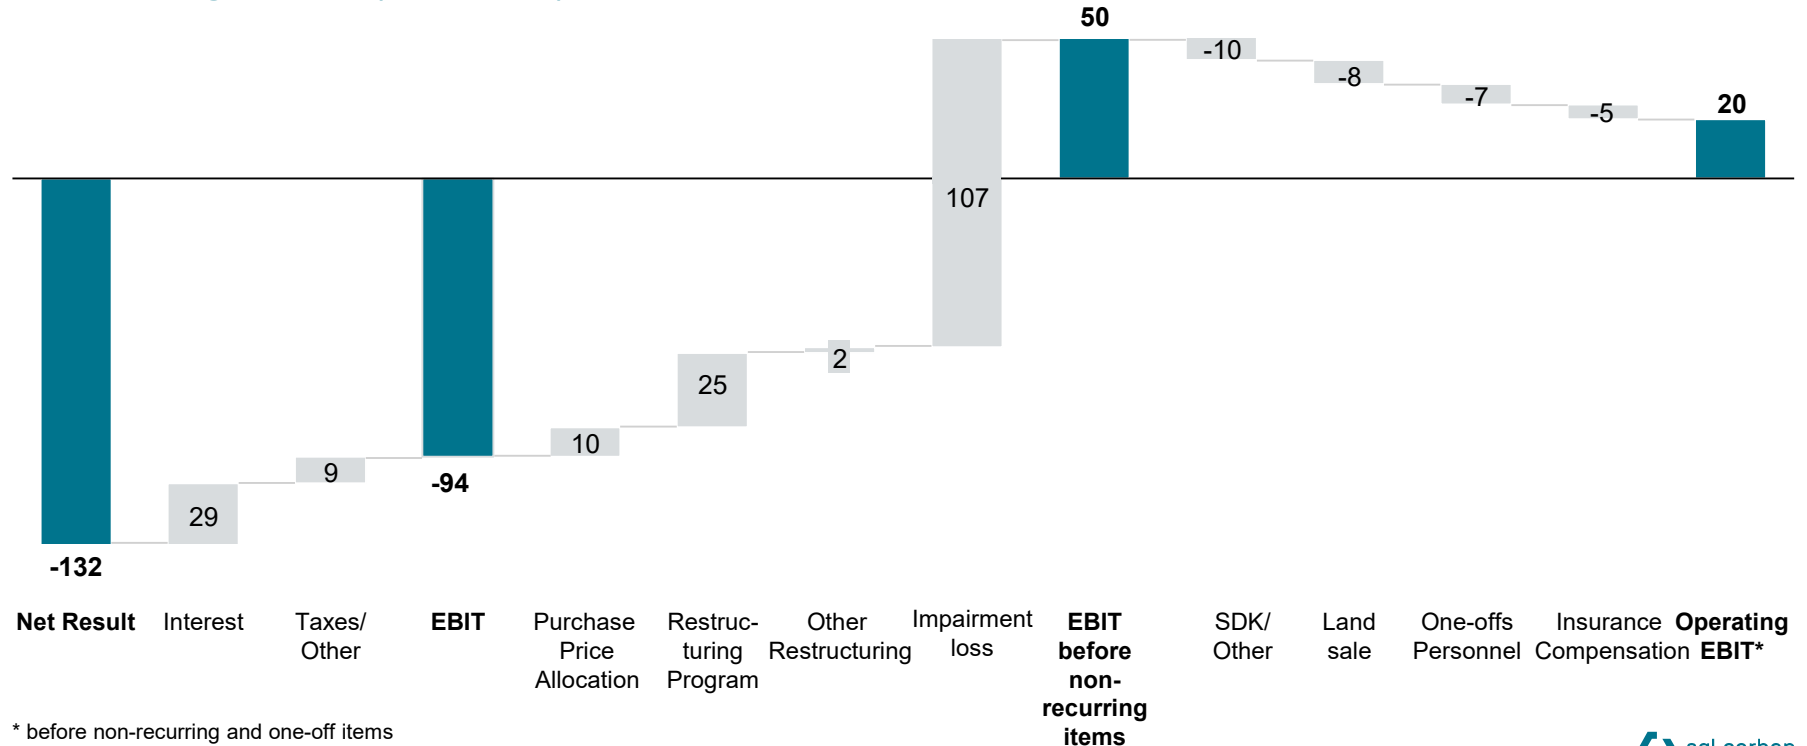 50
-10
-8
-7
-5
20
107
2
25
10
-94
9
29
-132
Net Result
Interest
Taxes/
Other
EBIT
Purchase
Price
Allocation
Restruc-
turing
Program
Other
Restructuring
Impairment
loss
EBIT
before
non-
recurring
items
SDK/
Other
Land
sale
One-offs
Personnel
Insurance
Compensation
Operating
EBIT*
* before non-recurring and one-off items